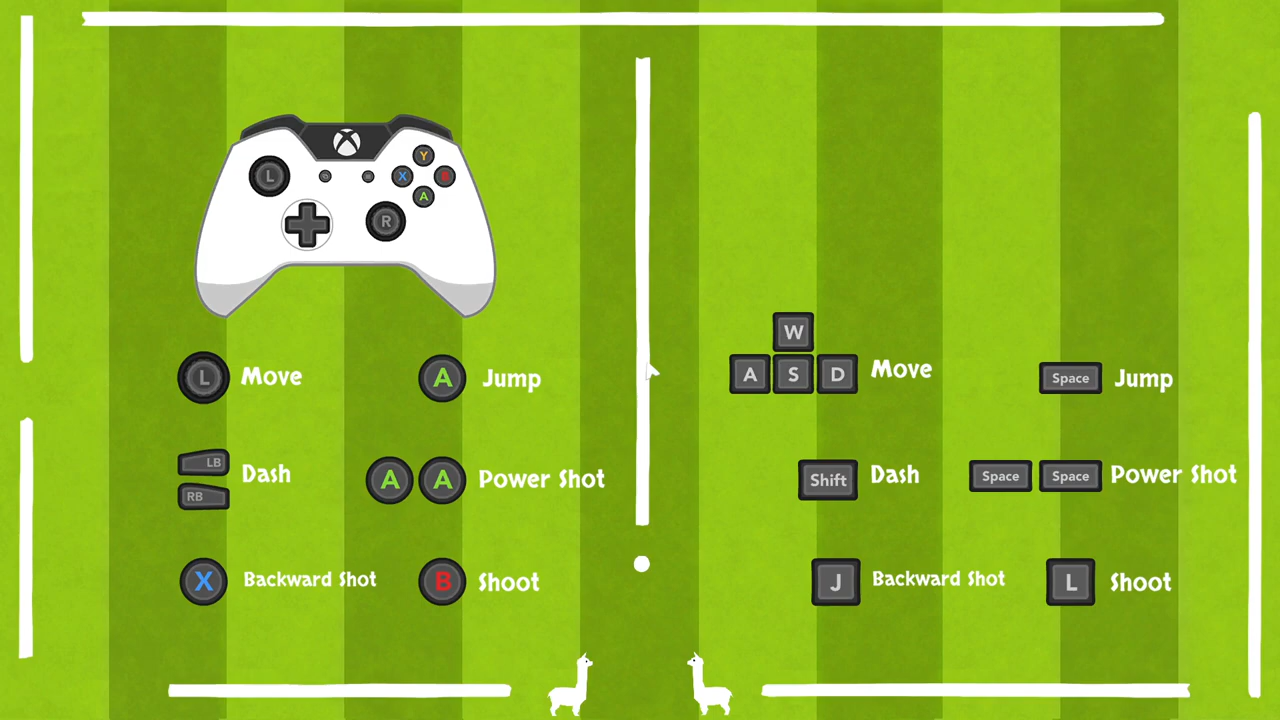 Y
L
X
B
A
R
L Move
A Jump
LB
RB
Dash
A A Power Shot
X Backward Shot
B Shoot
W
A S D
Move
Space Jump
Shift Dash
Space Space Power Shot
J Backward Shot
L Shoot